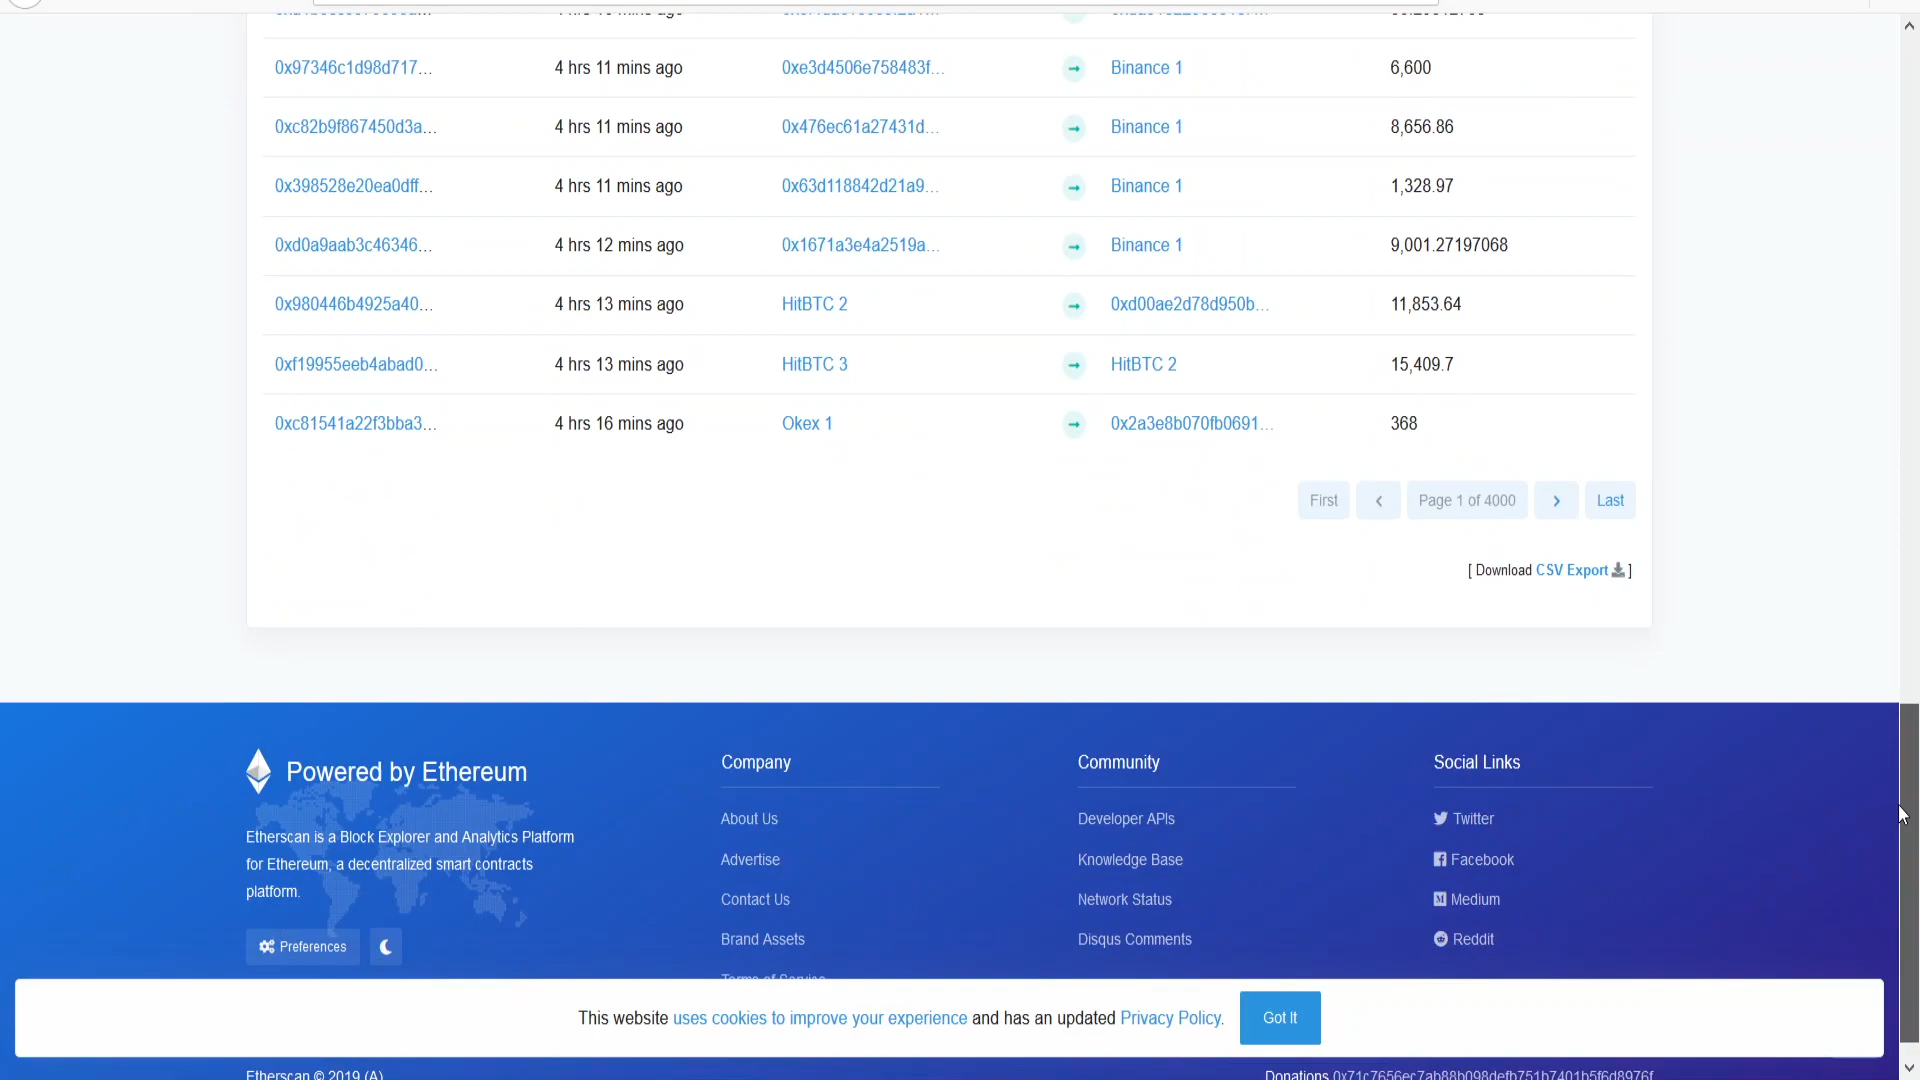 0x97346c1d98d717... 4 hrs 11 mins ago 0xe3d4506e758483f... Binance 1 6,600
0xc82b9f867450d3a... 4 hrs 11 mins ago 0x476ec61a27431d... Binance 1 8,656.86
0x398528e20ea0dff... 4 hrs 11 mins ago 0x63d118842d21a9... Binance 1 1,328.97
0xd0a9aab3c46346... 4 hrs 12 mins ago 0x1671a3e4a2519a... Binance 1 9,001.27197068
0x980446b4925a40... 4 hrs 13 mins ago HitBTC 2 0xd00ae2d78d950b... 11,853.64
0xf19955eeb4abad0... 4 hrs 13 mins ago HitBTC 3 HitBTC 2 15,409.7
0xc81541a22f3bba3... 4 hrs 16 mins ago Okex 1 0x2a3e8b070fb0691... 368
First Page 1 of 4000 Last
[ Download CSV Export ]
Powered by Ethereum
Etherscan is a Block Explorer and Analytics Platform
for Ethereum, a decentralized smart contracts
platform.
Preferences
Company
About Us
Advertise
Contact Us
Brand Assets
Terms of Service
Community
Developer APIs
Knowledge Base
Network Status
Disqus Comments
Social Links
Twitter
Facebook
Medium
Reddit
This website uses cookies to improve your experience and has an updated Privacy Policy. Got It
Etherscan © 2019 (A)
Donations 0x71c7656ec7ab88b098defb751b7401b5f6d8976f